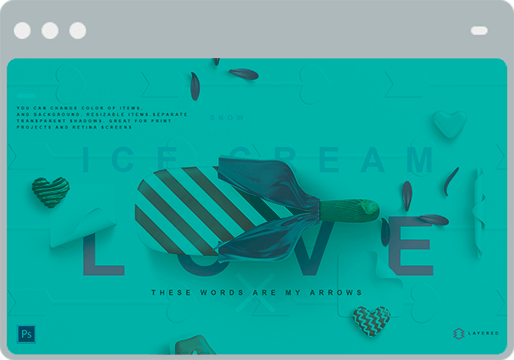 YOU CAN CHANGE COLOR OF ITEMS,
AND BACKGROUND. RESIZABLE ITEMS SEPARATE
TRANSPARENT SHADOWS. GREAT FOR PRINT
PROJECTS AND RETINA SCREENS
SNOW
ICE CREAM
LOVE
THESE WORDS ARE MY ARROWS
Ps
LAYERED